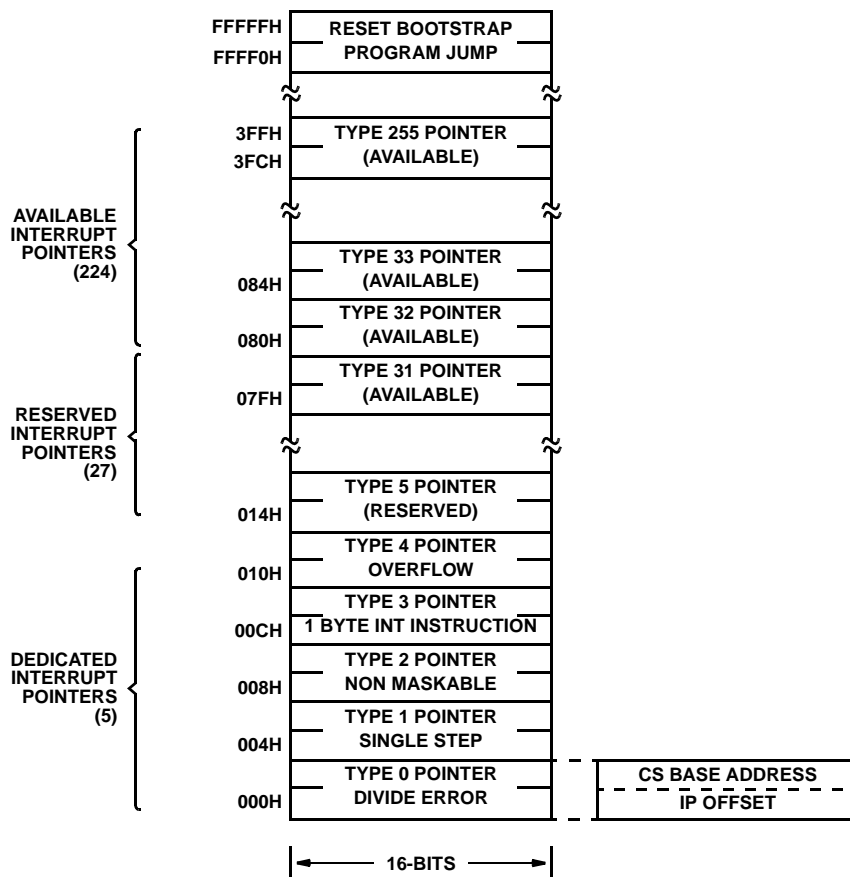 FFFFFH
RESET BOOTSTRAP
FFFF0H
PROGRAM JUMP
3FFH
TYPE 255 POINTER
3FCH
(AVAILABLE)
AVAILABLE
INTERRUPT
POINTERS
(224)
TYPE 33 POINTER
084H
(AVAILABLE)
TYPE 32 POINTER
080H
(AVAILABLE)
TYPE 31 POINTER
07FH
(AVAILABLE)
RESERVED
INTERRUPT
POINTERS
(27)
TYPE 5 POINTER
014H
(RESERVED)
TYPE 4 POINTER
010H
OVERFLOW
TYPE 3 POINTER
00CH
1 BYTE INT INSTRUCTION
DEDICATED
INTERRUPT
POINTERS
(5)
TYPE 2 POINTER
008H
NON MASKABLE
TYPE 1 POINTER
004H
SINGLE STEP
TYPE 0 POINTER
000H
DIVIDE ERROR
CS BASE ADDRESS
IP OFFSET
16-BITS